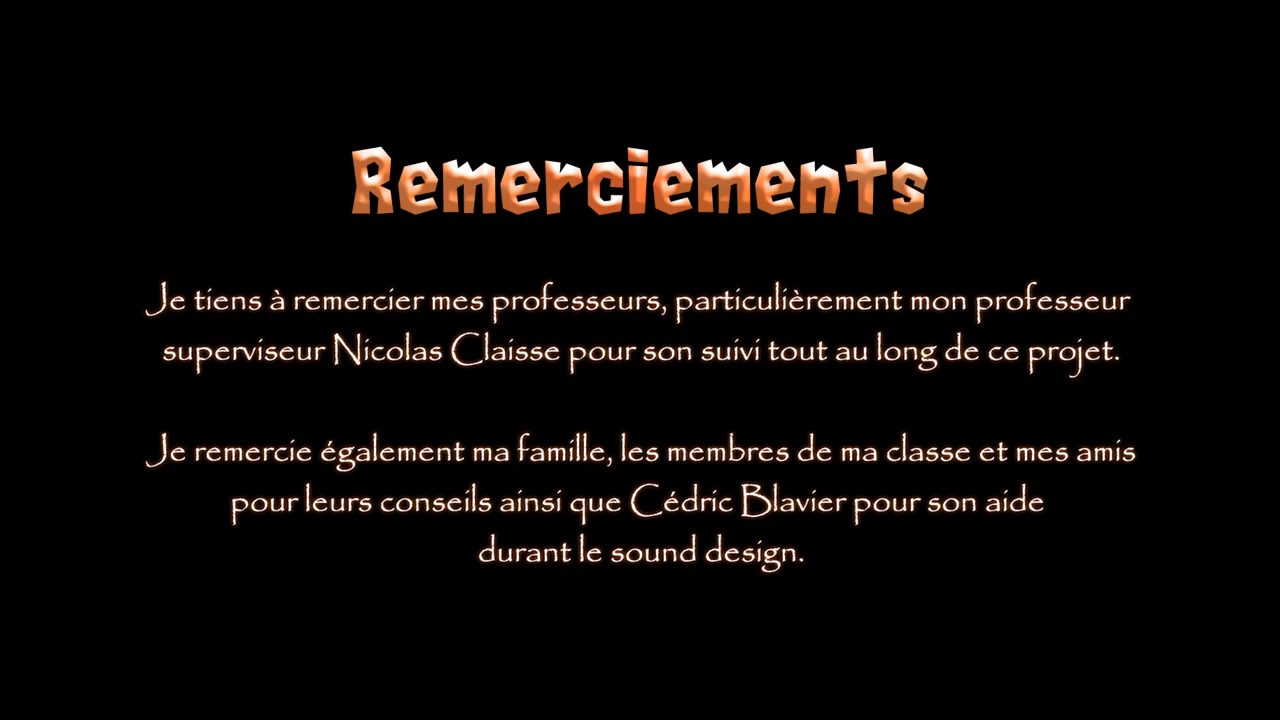 Remerciements
Je tiens à remercier mes professeurs, particulièrement mon professeur
superviseur Nicolas Claisse pour son suivi tout au long de ce projet.
Je remercie également ma famille, les membres de ma classe et mes amis
pour leurs conseils ainsi que Cédric Blavier pour son aide
durant le sound design.